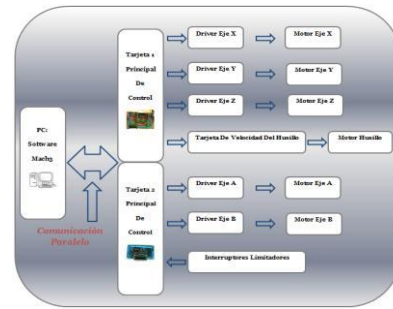 PC:
Software
Mach3
Comunicación
Paralelo
Tarjeta 1
Principal
De
Control
Tarjeta 2
Principal
De
Control
Driver Eje X
Motor Eje X
Driver Eje Y
Motor Eje Y
Driver Eje Z
Motor Eje Z
Tarjeta De Velocidad Del Husillo
Motor Husillo
Driver Eje A
Motor Eje A
Driver Eje B
Motor Eje B
Interruptores Limitadores